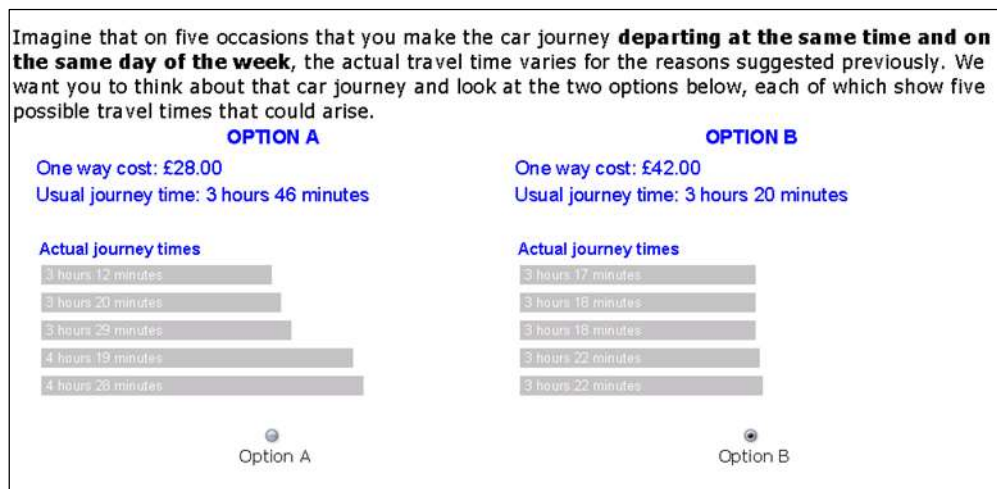 Imagine that on five occasions that you make the car journey departing at the same time and on
the same day of the week, the actual travel time varies for the reasons suggested previously. We
want you to think about that car journey and look at the two options below, each of which show five
possible travel times that could arise.
OPTION A
One way cost: £28.00
Usual journey time: 3 hours 46 minutes
Actual journey times
3 hours 12 minutes
3 hours 20 minutes
3 hours 29 minutes
4 hours 19 minutes
4 hours 28 minutes
Option A
OPTION B
One way cost: £42.00
Usual journey time: 3 hours 20 minutes
Actual journey times
3 hours 17 minutes
3 hours 18 minutes
3 hours 18 minutes
3 hours 22 minutes
3 hours 22 minutes
Option B